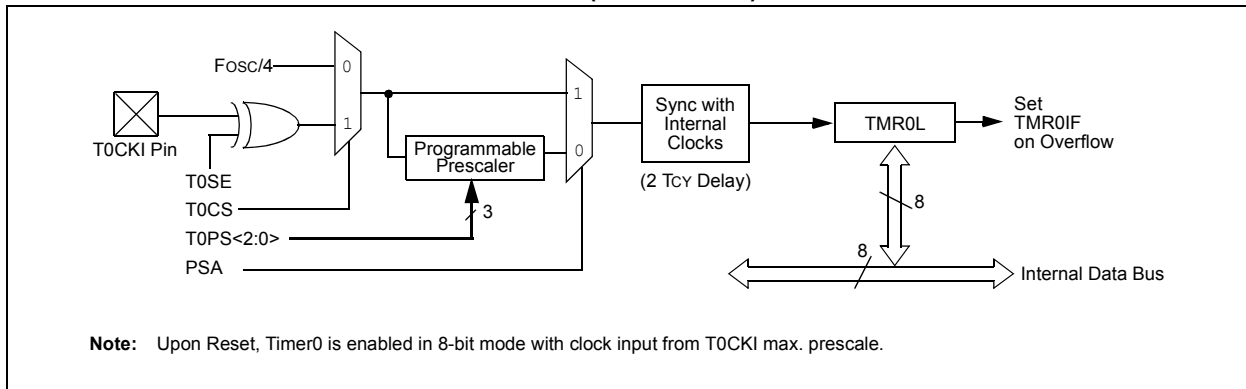 Fosc/4
0
1
T0CKI Pin
T0SE
T0CS
T0PS<2:0>
PSA
Programmable
Prescaler
3
1
0
Sync with
Internal
Clocks
(2 TCY Delay)
TMR0L
Set
TMR0IF
on Overflow
8
8
Internal Data Bus
Note: Upon Reset, Timer0 is enabled in 8-bit mode with clock input from T0CKI max. prescale.